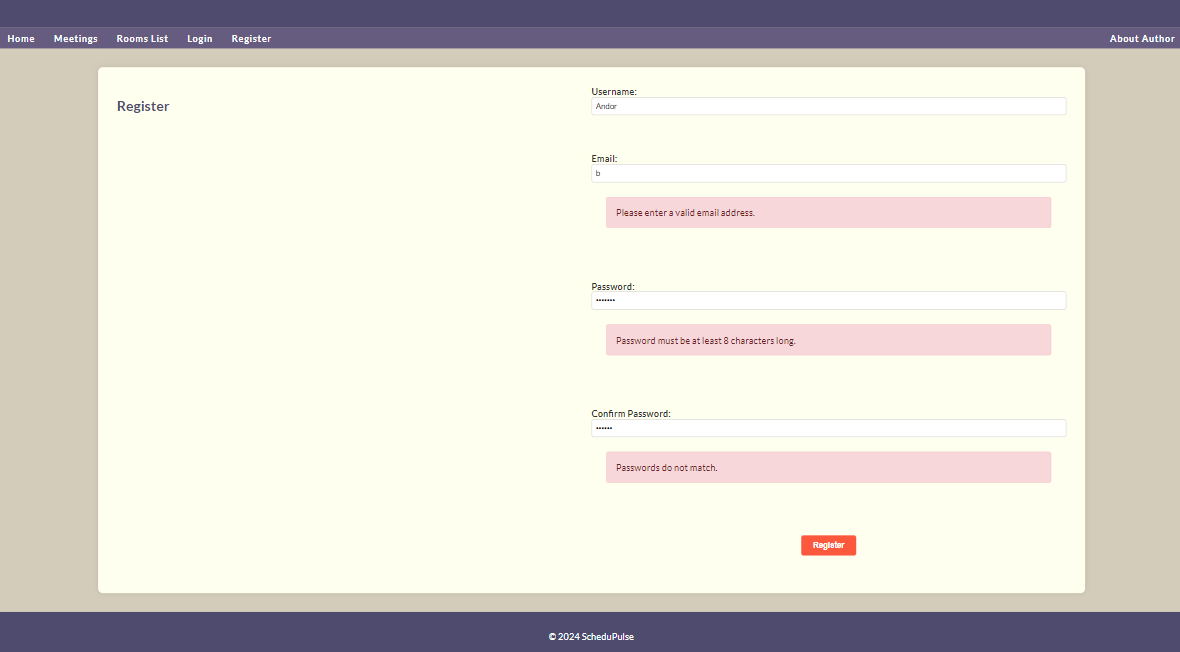 Home Meetings Rooms List Login Register About Author
Register
Username:
Andor
Email:
b
Please enter a valid email address.
Password:
•••••••
Password must be at least 8 characters long.
Confirm Password:
••••••
Passwords do not match.
Register
© 2024 ScheduPulse